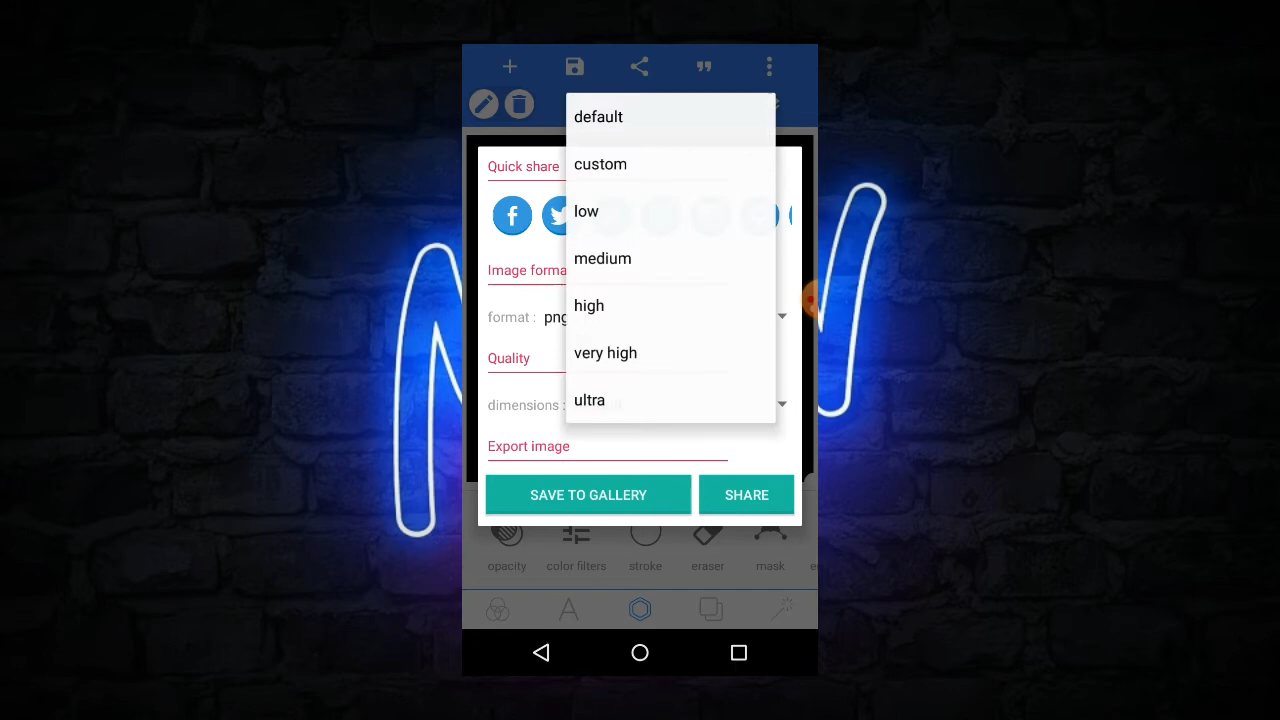 default
custom
low
medium
high
very high
ultra
Quick share
Image forma
format : png
Quality
dimensions :
Export image
SAVE TO GALLERY
SHARE
opacity
color filters
stroke
eraser
mask